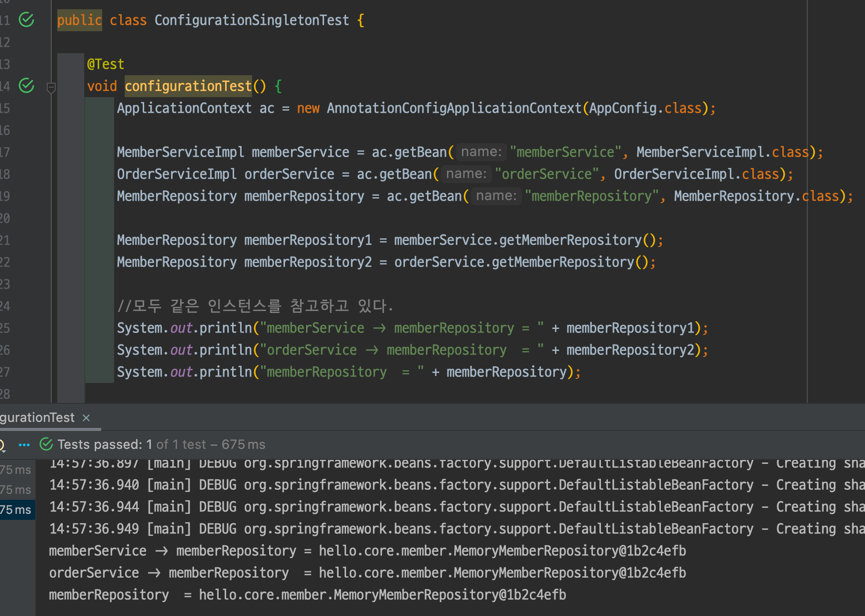 11 public class ConfigurationSingletonTest {
12
13 @Test
14 void configurationTest() {
15 ApplicationContext ac = new AnnotationConfigApplicationContext(AppConfig.class);
16
17 MemberServiceImpl memberService = ac.getBean( name: "memberService", MemberServiceImpl.class);
18 OrderServiceImpl orderService = ac.getBean( name: "orderService", OrderServiceImpl.class);
19 MemberRepository memberRepository = ac.getBean( name: "memberRepository", MemberRepository.class);
20
21 MemberRepository memberRepository1 = memberService.getMemberRepository();
22 MemberRepository memberRepository2 = orderService.getMemberRepository();
23
24 //모두 같은 인스턴스를 참고하고 있다.
25 System.out.println("memberService → memberRepository = " + memberRepository1);
26 System.out.println("orderService → memberRepository  = " + memberRepository2);
27 System.out.println("memberRepository  = " + memberRepository);
28
gurationTest ×
Tests passed: 1 of 1 test – 675 ms
75 ms 14:57:36.897 [main] DEBUG org.springframework.beans.factory.support.DefaultListableBeanFactory - Creating sha
75 ms 14:57:36.940 [main] DEBUG org.springframework.beans.factory.support.DefaultListableBeanFactory - Creating sha
75 ms 14:57:36.944 [main] DEBUG org.springframework.beans.factory.support.DefaultListableBeanFactory - Creating sha
14:57:36.949 [main] DEBUG org.springframework.beans.factory.support.DefaultListableBeanFactory - Creating sha
memberService → memberRepository = hello.core.member.MemoryMemberRepository@1b2c4efb
orderService → memberRepository  = hello.core.member.MemoryMemberRepository@1b2c4efb
memberRepository  = hello.core.member.MemoryMemberRepository@1b2c4efb